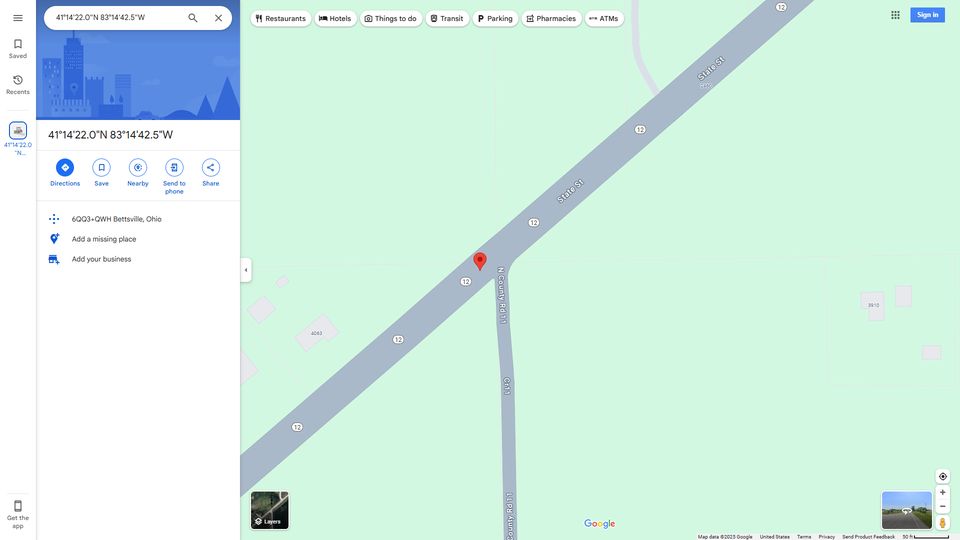 41°14'22.0"N 83°14'42.5"W
Restaurants
Hotels
Things to do
Transit
Parking
Pharmacies
ATMs
Sign in
Saved
Recents
41°14'22.0
"N...
41°14'22.0"N 83°14'42.5"W
Directions
Save
Nearby
Send to
phone
Share
6QQ3+QWH Bettsville, Ohio
Add a missing place
Add your business
Get the
app
12
State St
12
State St
12
12
N County Rd 11
3910
4063
12
Cr 11
12
County Rd 11
Layers
Google
Map data ©2025 Google
United States
Terms
Privacy
Send Product Feedback
50 ft